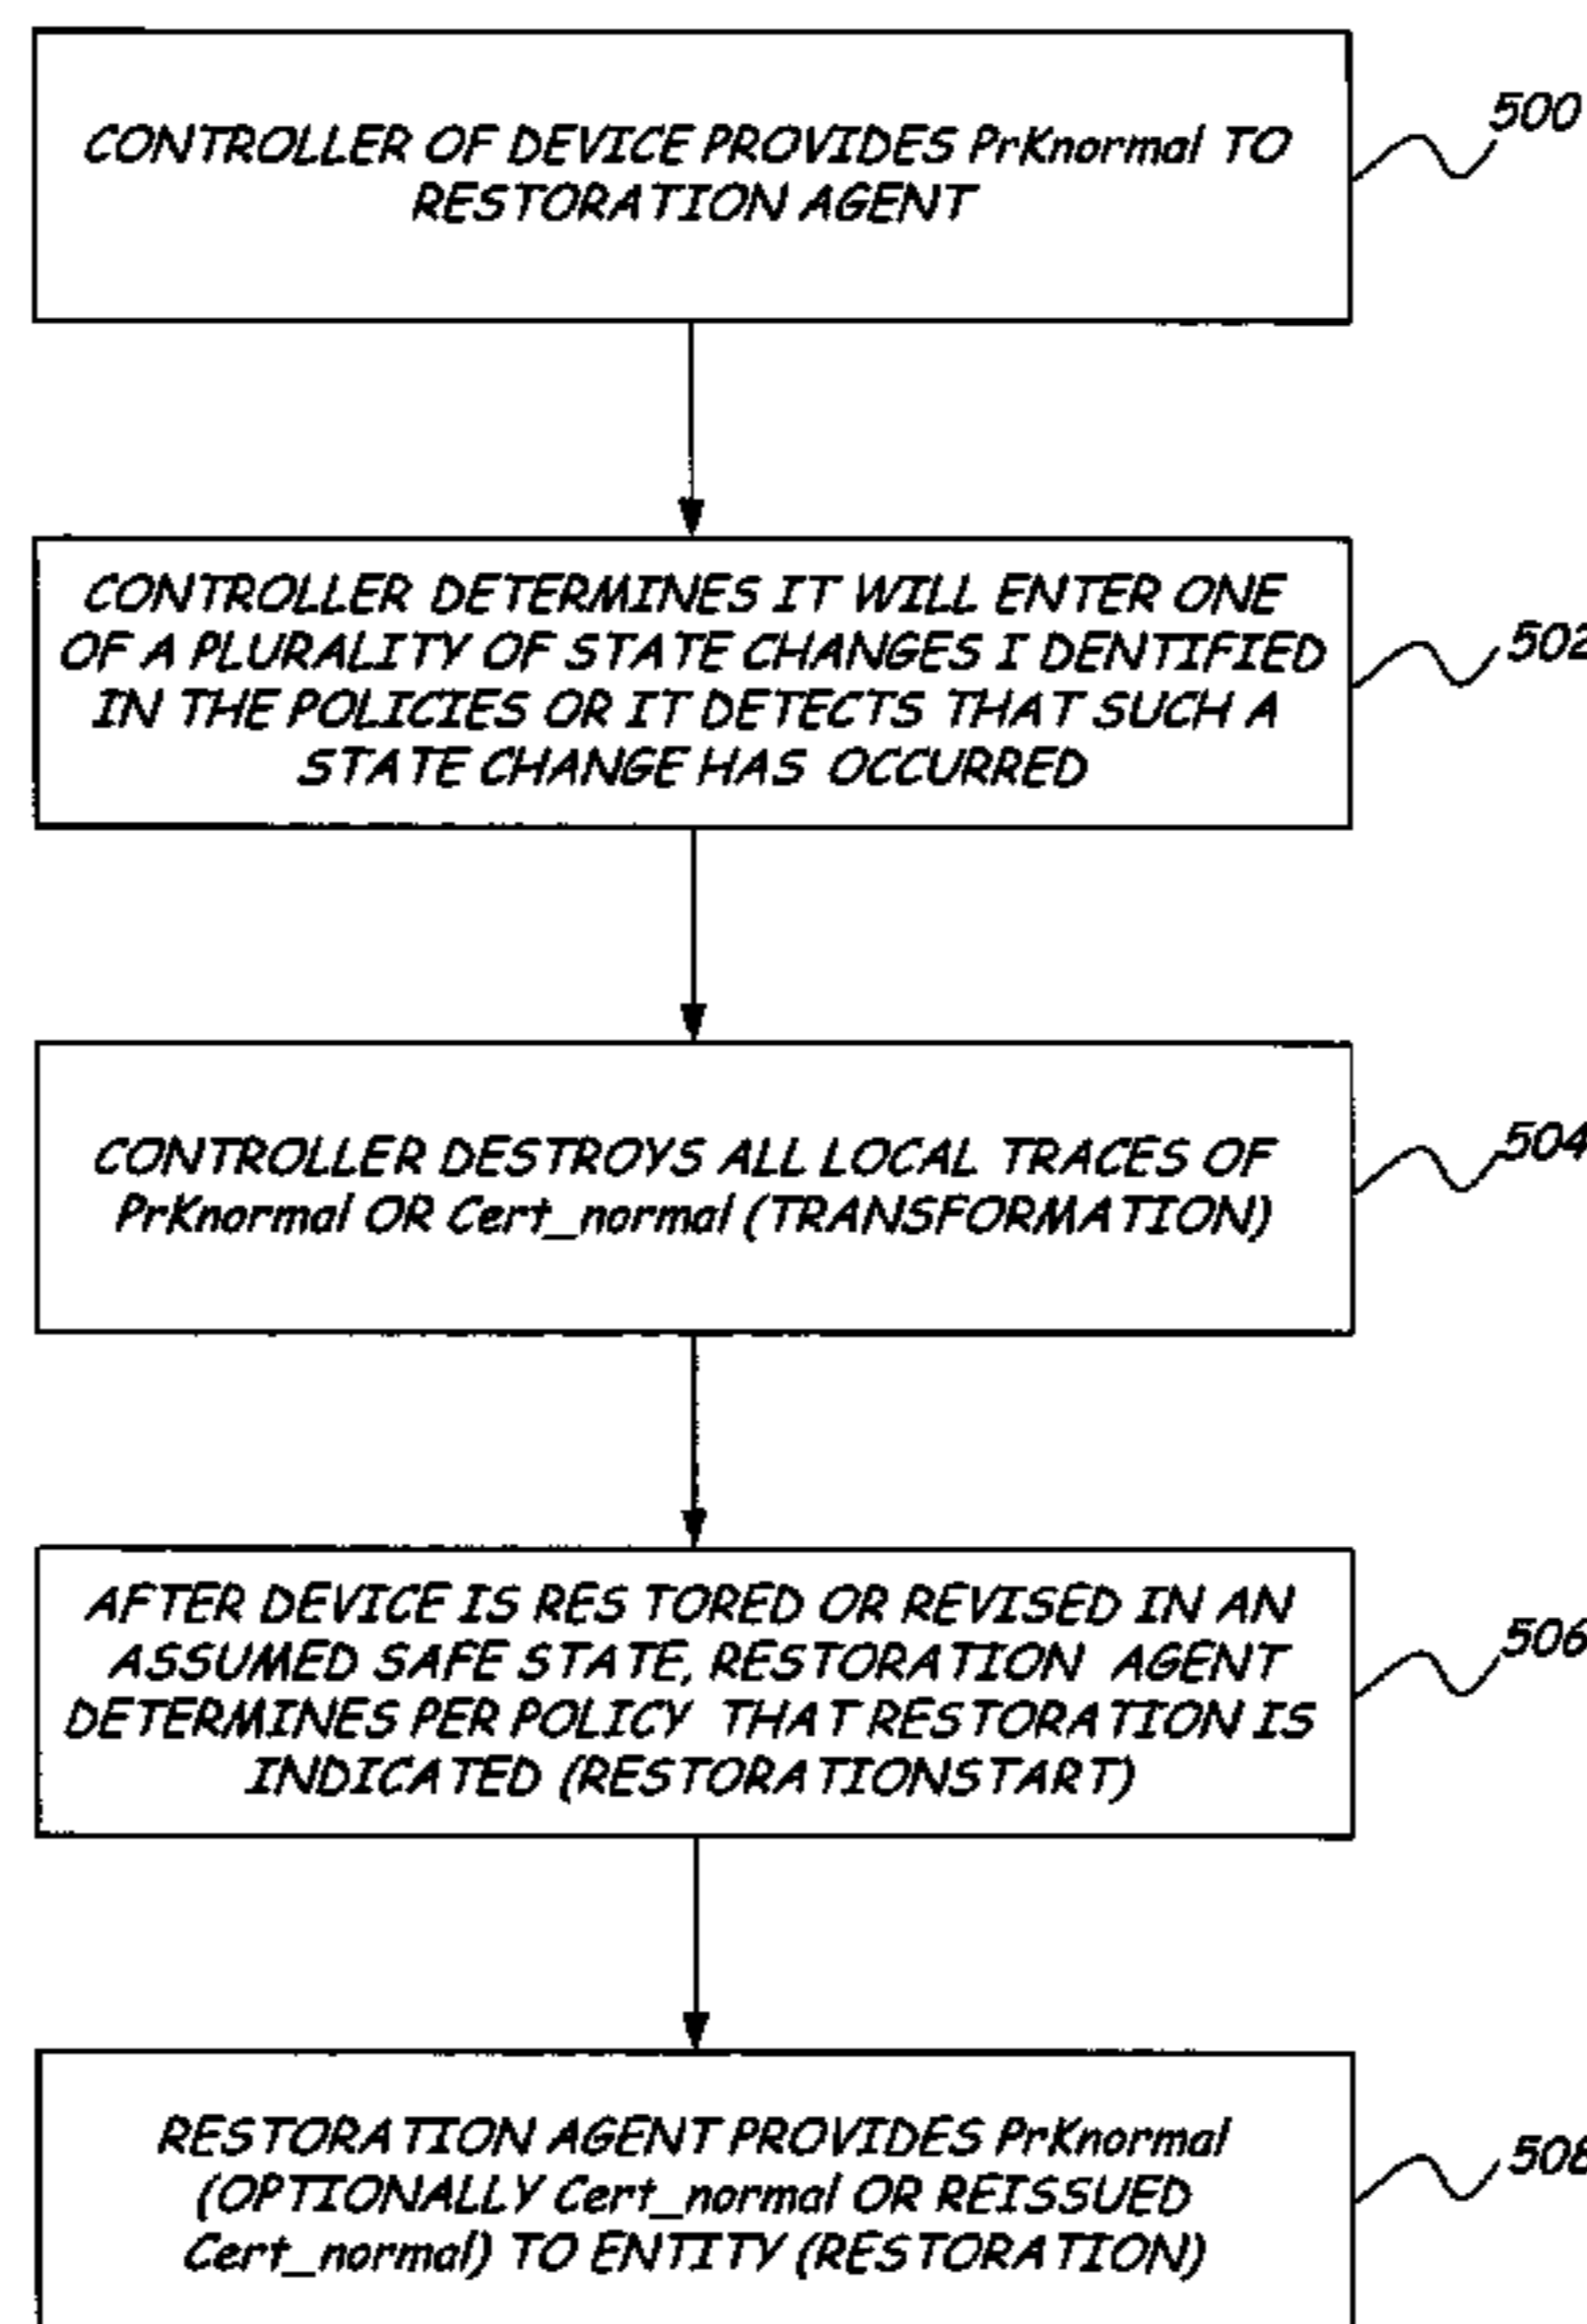 CONTROLLER OF DEVICE PROVIDES PrKnormal TO
RESTORATION AGENT
500
CONTROLLER DETERMINES IT WILL ENTER ONE
OF A PLURALITY OF STATE CHANGES I DENTIFIED
IN THE POLICIES OR IT DETECTS THAT SUCH A
STATE CHANGE HAS OCCURRED
502
CONTROLLER DESTROYS ALL LOCAL TRACES OF
PrKnormal OR Cert_normal (TRANSFORMATION)
504
AFTER DEVICE IS RES TORED OR REVISED IN AN
ASSUMED SAFE STATE, RESTORATION AGENT
DETERMINES PER POLICY THAT RESTORATION IS
INDICATED (RESTORATIONSTART)
506
RESTORATION AGENT PROVIDES PrKnormal
(OPTIONALLY Cert_normal OR REISSUED
Cert_normal) TO ENTITY (RESTORATION)
508